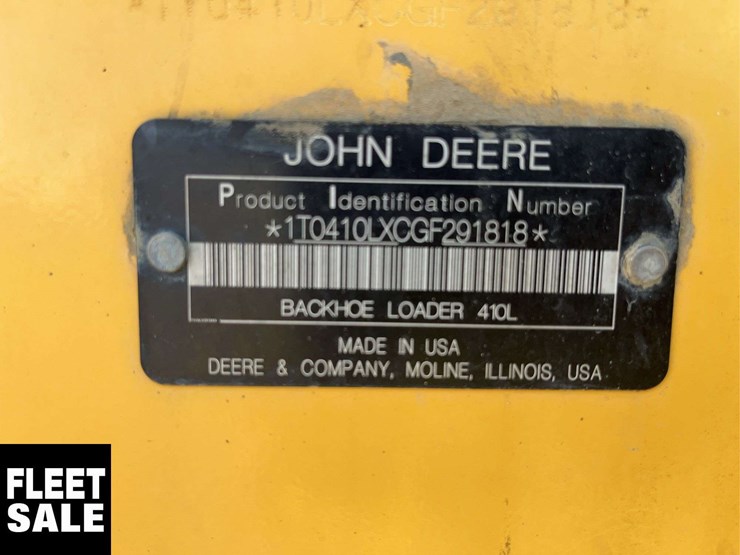 *1T0410LXCGF291818*
JOHN DEERE
Product Identification Number
*1T0410LXCGF291818*
BACKHOE LOADER 410L
MADE IN USA
DEERE & COMPANY, MOLINE, ILLINOIS, USA
FLEET
SALE